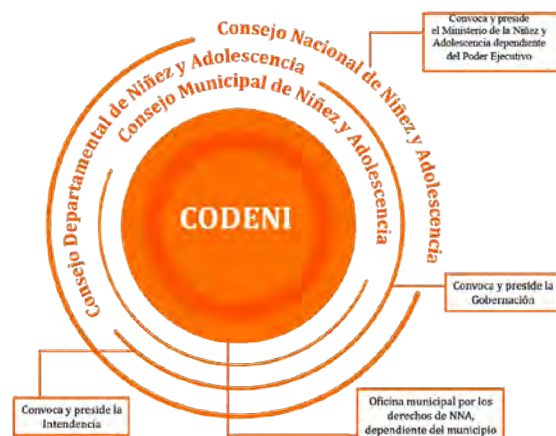 Consejo Nacional de Niñez y Adolescencia
Convoca y preside
el Ministerio de la Niñez y
Adolescencia dependiente
del Poder Ejecutivo
Consejo Departamental de Niñez y Adolescencia
Consejo Municipal de Niñez y Adolescencia
CODENI
Convoca y preside la
Gobernación
Convoca y preside la
Intendencia
Oficina municipal por los
derechos de NNA,
dependiente del municipio